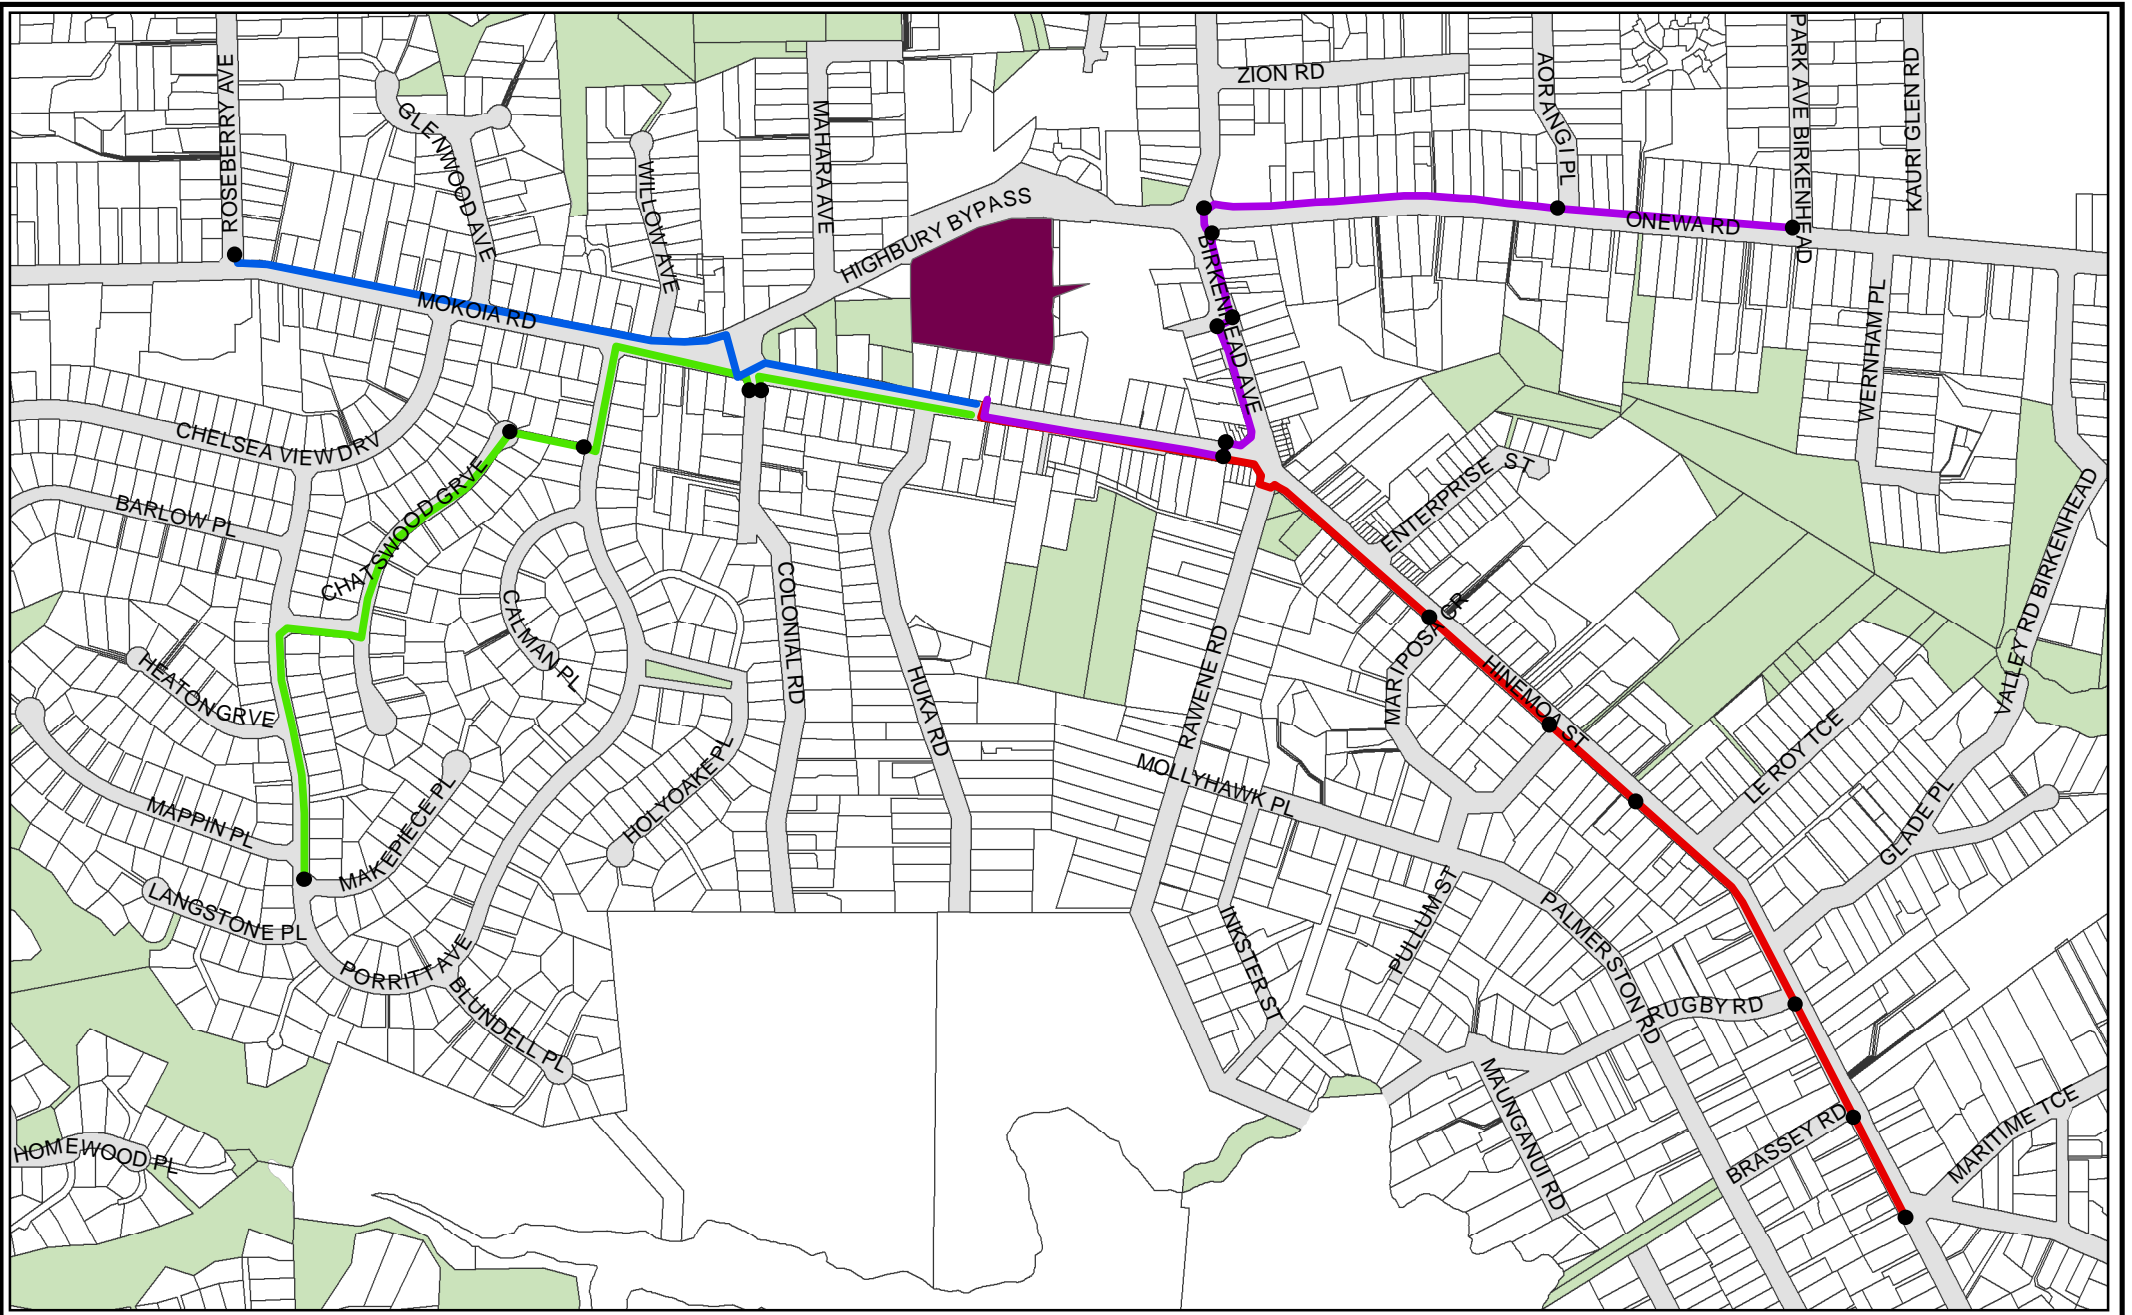 ROSEBERRY AVE
GLENWOOD AVE
WILLOW AVE
MAHARA AVE
HIGHBURY BYPASS
ZION RD
AORANGI PL
PARK AVE BIRKENHEAD
KAURI GLEN RD
ONEWA RD
BIRKENHEAD AVE
MOKOIA RD
WERNHAM PL
CHELSEA VIEW DRV
BARLOW PL
CHATSWOOD GRVE
ENTERPRISE ST
VALLEY RD BIRKENHEAD
CALMAN PL
COLONIAL RD
HUKA RD
RAWENE RD
MARIPOSA CR
HINEMOA ST
HEATON GRVE
HOLYOAKE PL
MOLLYHAWK PL
LE ROY TCE
GLADE PL
MAPPIN PL
MAKEPIECE PL
LANGSTONE PL
PORRITT AVE
BLUNDELL PL
INKSTER ST
PULLUM ST
PALMERSTON RD
RUGBY RD
MAUNGANUI RD
BRASSEY RD
MARITIME TCE
HOMEWOOD PL